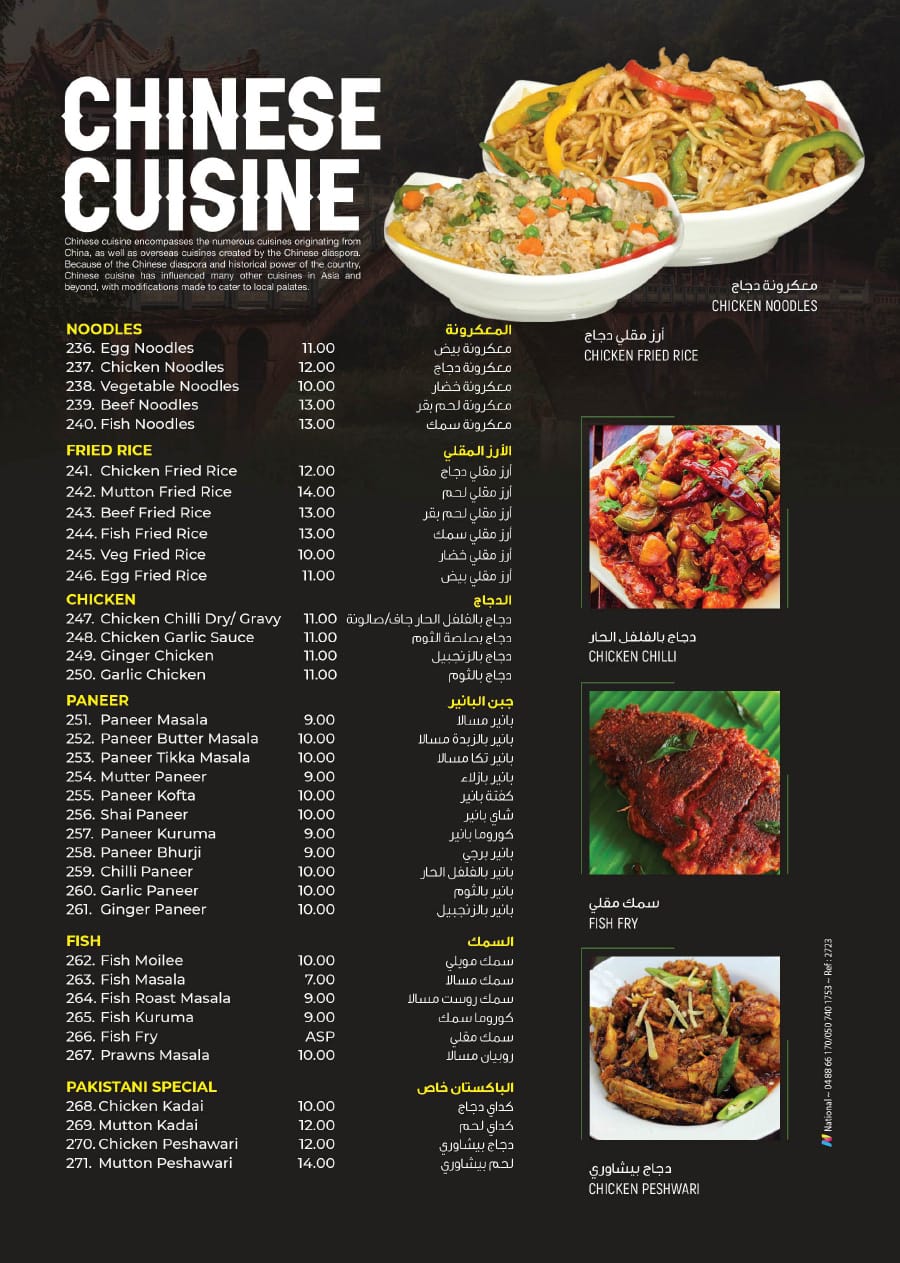 CHINESE
CUISINE
Chinese cuisine encompasses the numerous cuisines originating from
China, as well as overseas cuisines created by the Chinese diaspora.
Because of the Chinese diaspora and historical power of the country,
Chinese cuisine has influenced many other cuisines in Asia and
beyond, with modifications made to cater to local palates.
معكرونة دجاج
CHICKEN NOODLES
أرز مقلي دجاج
CHICKEN FRIED RICE
NOODLES المعكرونة
236. Egg Noodles 11.00 معكرونة بيض
237. Chicken Noodles 12.00 معكرونة دجاج
238. Vegetable Noodles 10.00 معكرونة خضار
239. Beef Noodles 13.00 معكرونة لحم بقر
240. Fish Noodles 13.00 معكرونة سمك
FRIED RICE الأرز المقلي
241. Chicken Fried Rice 12.00 أرز مقلي دجاج
242. Mutton Fried Rice 14.00 أرز مقلي لحم
243. Beef Fried Rice 13.00 أرز مقلي لحم بقر
244. Fish Fried Rice 13.00 أرز مقلي سمك
245. Veg Fried Rice 10.00 أرز مقلي خضار
246. Egg Fried Rice 11.00 أرز مقلي بيض
CHICKEN الدجاج
247. Chicken Chilli Dry/ Gravy 11.00 دجاج بالفلفل الحار جاف/صالونة
248. Chicken Garlic Sauce 11.00 دجاج بصلصة الثوم
249. Ginger Chicken 11.00 دجاج بالزنجبيل
250. Garlic Chicken 11.00 دجاج بالثوم
PANEER جبن البانير
251. Paneer Masala 9.00 بانير مسالا
252. Paneer Butter Masala 10.00 بانير بالزبدة مسالا
253. Paneer Tikka Masala 10.00 بانير تكا مسالا
254. Mutter Paneer 9.00 بانير بازلاء
255. Paneer Kofta 10.00 كفتة بانير
256. Shai Paneer 10.00 شاي بانير
257. Paneer Kuruma 9.00 كوروما بانير
258. Paneer Bhurji 9.00 بانير برجي
259. Chilli Paneer 10.00 بانير بالفلفل الحار
260. Garlic Paneer 10.00 بانير بالثوم
261. Ginger Paneer 10.00 بانير بالزنجبيل
FISH السمك
262. Fish Moilee 10.00 سمك مويلي
263. Fish Masala 7.00 سمك مسالا
264. Fish Roast Masala 9.00 سمك روست مسالا
265. Fish Kuruma 9.00 كوروما سمك
266. Fish Fry ASP سمك مقلي
267. Prawns Masala 10.00 روبيان مسالا
PAKISTANI SPECIAL الباكستان خاص
268. Chicken Kadai 10.00 كداي دجاج
269. Mutton Kadai 12.00 كداي لحم
270. Chicken Peshawari 12.00 دجاج بيشاوري
271. Mutton Peshawari 14.00 لحم بيشاوري
دجاج بالفلفل الحار
CHICKEN CHILLI
سمك مقلي
FISH FRY
دجاج بيشاوري
CHICKEN PESHWARI
National – 04 88 66 170/050 740 1753 – Ref : 2723